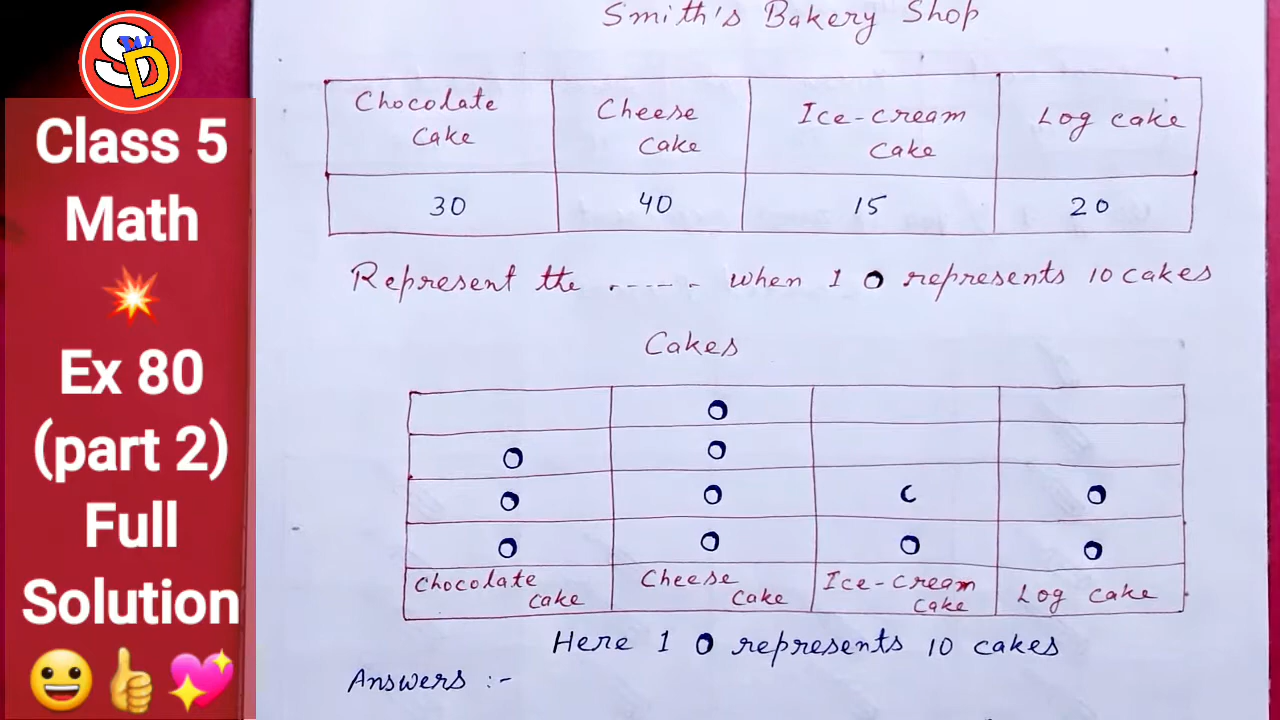 SWD
Class 5
Math
Ex 80
(part 2)
Full
Solution
Smith's Bakery Shop
Chocolate cake
Cheese cake
Ice-cream cake
Log cake
30 40 15 20
Represent the ...... when 1 O represents 10 cakes
Cakes
Chocolate cake
Cheese cake
Ice-cream cake
Log cake
Here 1 O represents 10 cakes
Answers :-